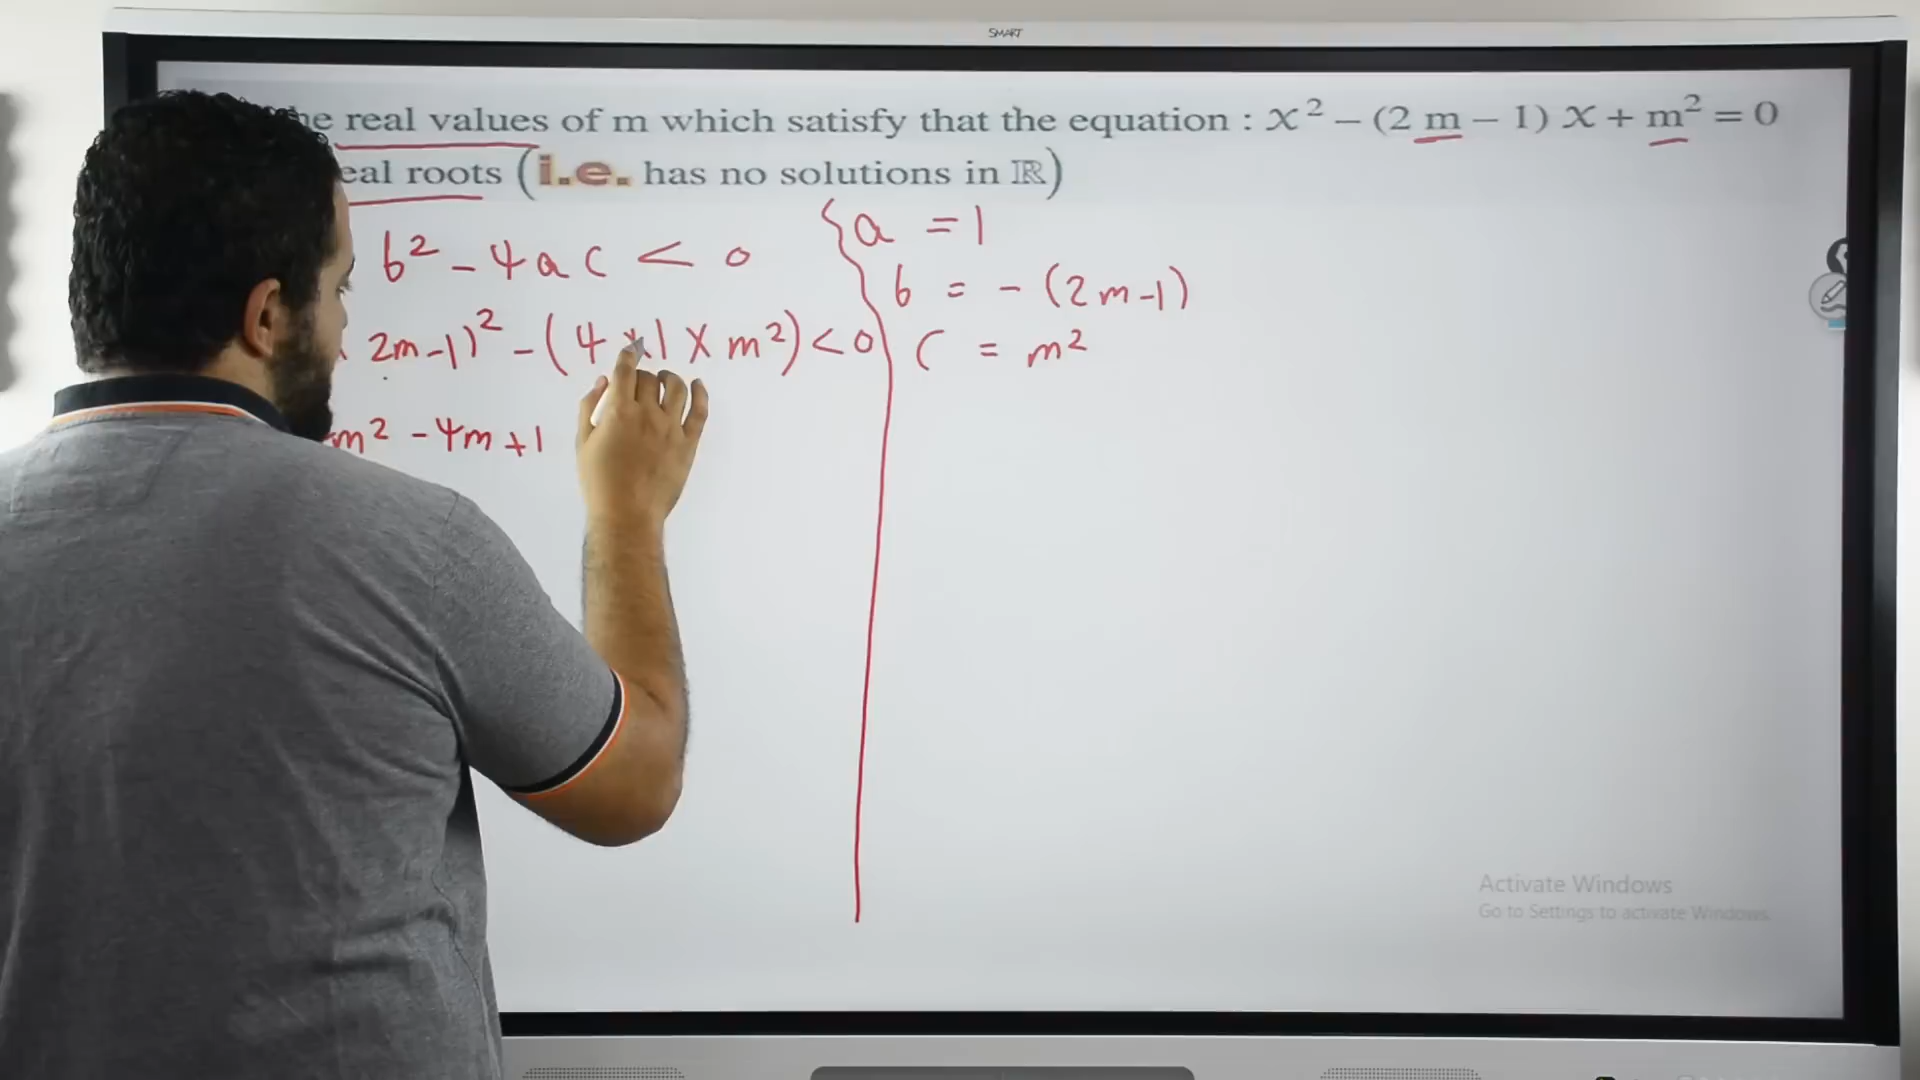 SMART
he real values of m which satisfy that the equation : x² – (2 m – 1) x + m² = 0
eal roots (i.e. has no solutions in ℝ)
b² - 4ac < 0
a = 1
b = - (2m-1)
2m-1)² - (4 x 1 x m²) < 0
c = m²
m² - 4m + 1
Activate Windows
Go to Settings to activate Windows.